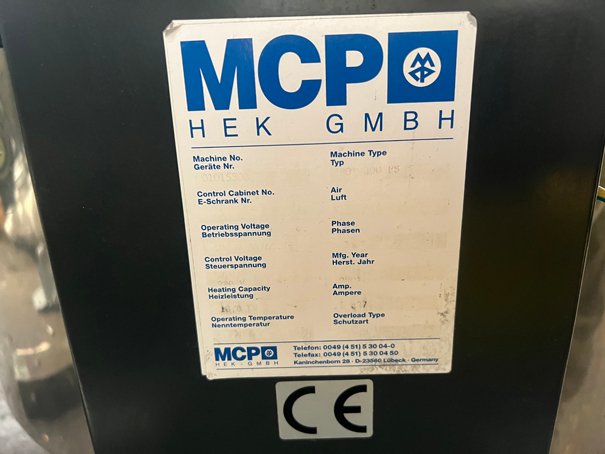 MCP
MCP
HEK GMBH
Machine No.
Geräte Nr.
Machine Type
Typ
Control Cabinet No.
E-Schrank Nr.
Air
Luft
Operating Voltage
Betriebsspannung
Phase
Phasen
Control Voltage
Steuerspannung
Mfg. Year
Herst. Jahr
Heating Capacity
Heizleistung
Amp.
Ampere
Operating Temperature
Nenntemperatur
Overload Type
Schutzart
MCP
HEK · GMBH
Telefon: 0049 (4 51) 5 30 04-0
Telefax: 0049 (4 51) 5 30 04 50
Kaninchenborn 28 · D-23560 Lübeck · Germany
CE